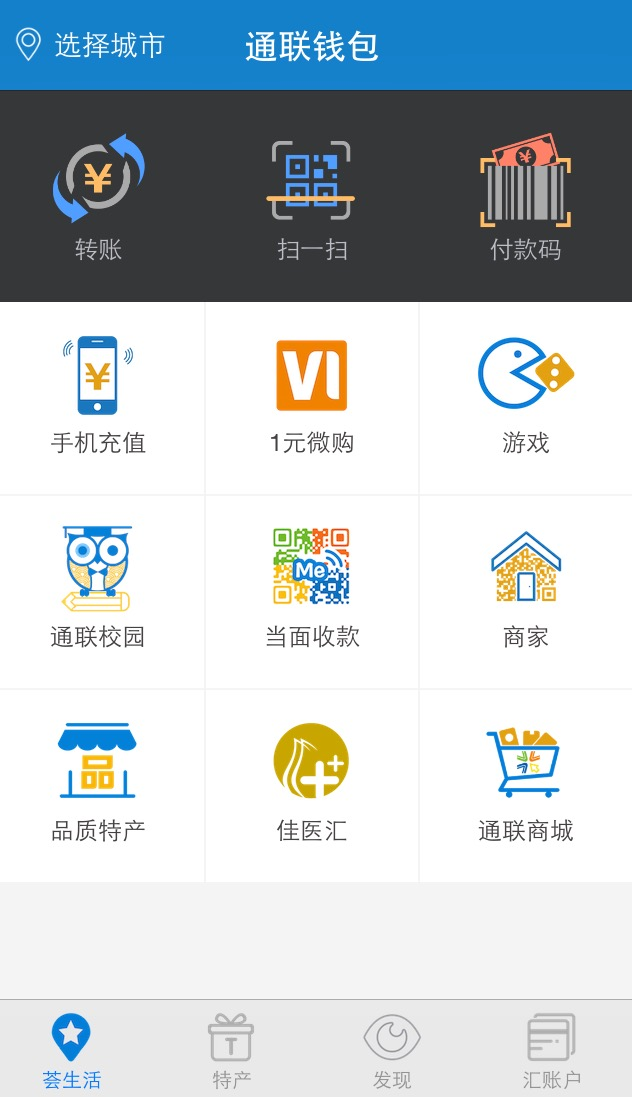 选择城市 通联钱包
¥
转账 扫一扫 付款码
¥
V1
手机充值 1元微购 游戏
Me
通联校园 当面收款 商家
品
品质特产 佳医汇 通联商城
T
荟生活 特产 发现 汇账户